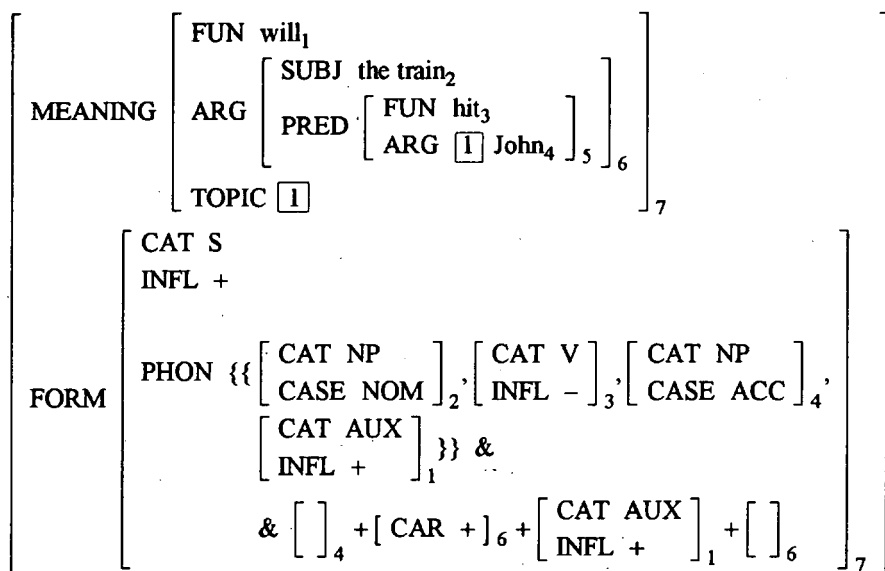 FUN will₁
SUBJ the train₂
MEANING ARG PRED [ FUN hit₃
ARG [1] John₄ ]₅ ]₆
TOPIC [1] ]₇
CAT S
INFL +
PHON {{ [ CAT NP
CASE NOM ]₂, [ CAT V
INFL – ]₃, [ CAT NP
CASE ACC ]₄,
FORM
[ CAT AUX
INFL + ]₁ }} &
& [ ]₄ + [ CAR + ]₆ + [ CAT AUX
INFL + ]₁ + [ ]₆ ]₇